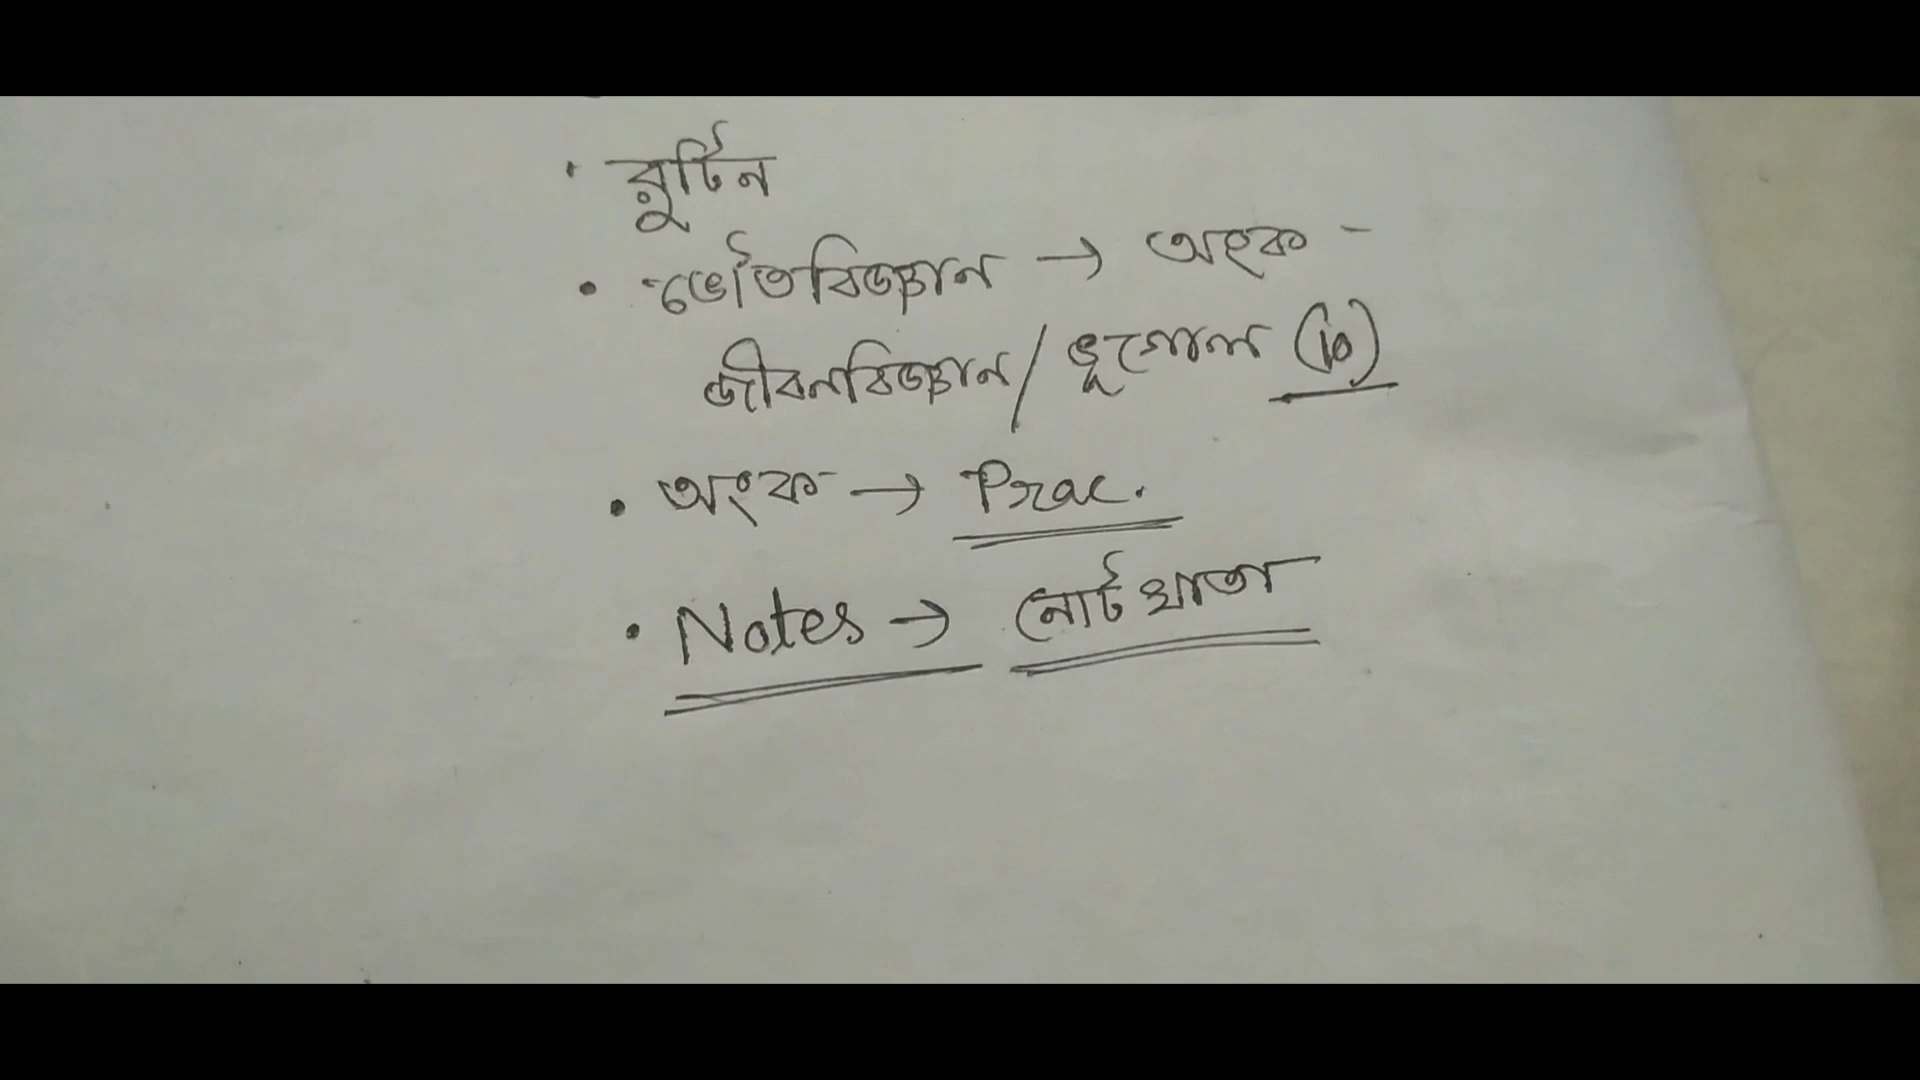 • রুটিন
• ভৌতবিজ্ঞান → অংক -
জীবনবিজ্ঞান / ভূগোল (10)
• অংক → Prac.
• Notes → নোট খাতা